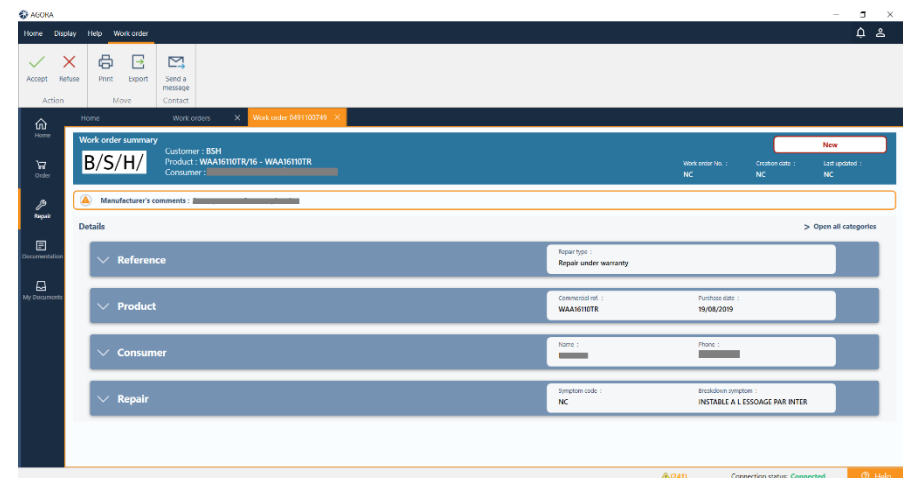 AGORA
Home Display Help Work order
Accept Refuse Print Export Send a message
Action Move Contact
Home Work orders Work order 0491100749
Home
Order
Repair
Documentation
My Documents
Work order summary
B/S/H/
Customer : BSH
Product : WAA16110TR/16 - WAA16110TR
Consumer :
New
Work order No. : Creation date : Last updated :
NC NC NC
Manufacturer's comments :
Details
> Open all categories
Reference
Repair type :
Repair under warranty
Product
Commercial ref. : Purchase date :
WAA16110TR 19/08/2019
Consumer
Name : Phone :
Repair
Symptom code : Breakdown symptom :
NC INSTABLE A L ESSOAGE PAR INTER
(241) Connection status: Connected Help